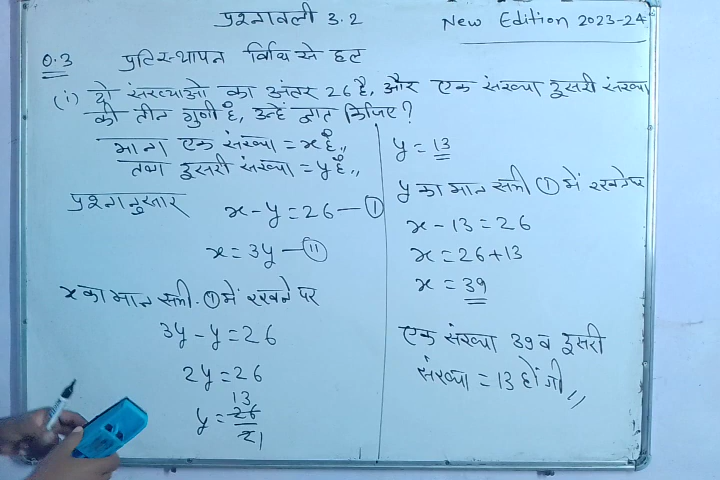 प्रश्नावली 3.2
New Edition 2023-24
Q.3 प्रतिस्थापन विधि से हल
(i) दो संख्याओ का अंतर 26 है, और एक संख्या दूसरी संख्या
की तीन गुणी है, उन्हें ज्ञात किजिए?
माना एक संख्या = x है,,
तथा दूसरी संख्या = y है,,
प्रश्नानुसार
x - y = 26 — (I)
x = 3y — (II)
x का मान समी. (I) में रखने पर
3y - y = 26
2y = 26
13
y = 26/2 1
y = 13
y का मान समी (I) में रखने पर
x - 13 = 26
x = 26 + 13
x = 39
एक संख्या 39 व दूसरी
संख्या = 13 होंगी,,